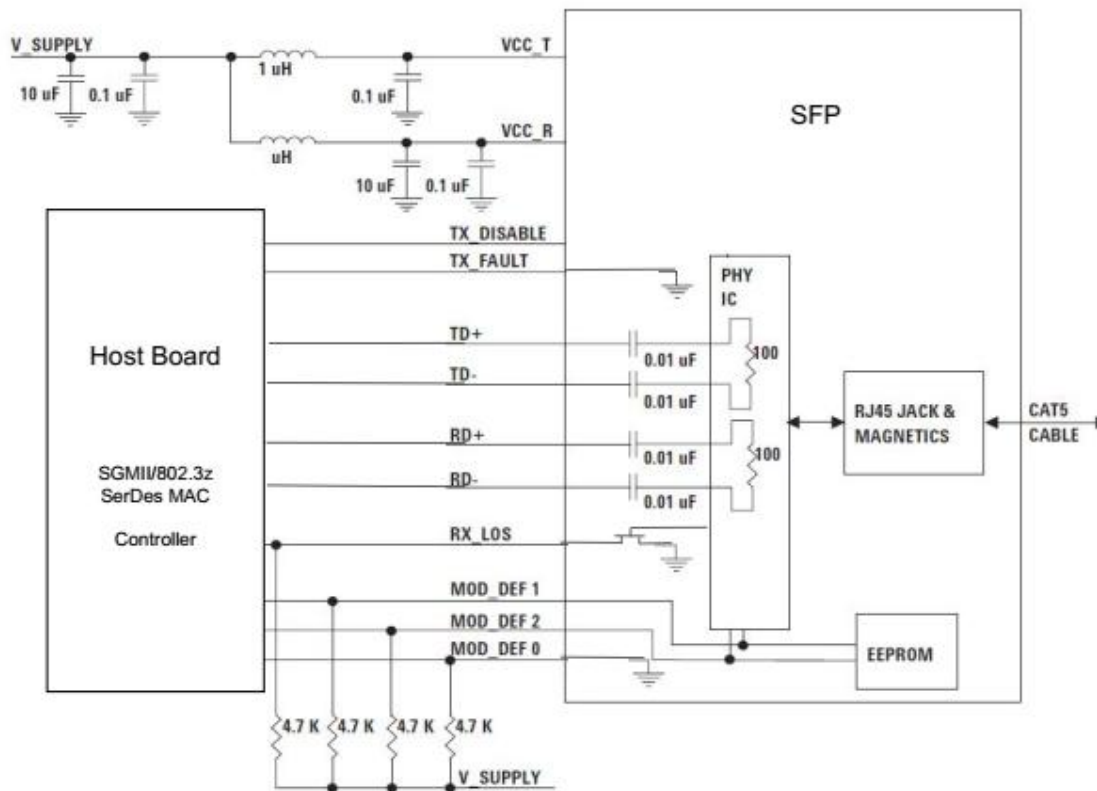 V_SUPPLY
10 uF
0.1 uF
1 uH
VCC_T
0.1 uF
uH
VCC_R
10 uF
0.1 uF
SFP
Host Board
SGMII/802.3z
SerDes MAC
Controller
TX_DISABLE
TX_FAULT
TD+
TD-
RD+
RD-
RX_LOS
MOD_DEF 1
MOD_DEF 2
MOD_DEF 0
PHY
IC
0.01 uF
0.01 uF
0.01 uF
0.01 uF
100
100
RJ45 JACK &
MAGNETICS
CAT5
CABLE
EEPROM
4.7 K
4.7 K
4.7 K
4.7 K
V_SUPPLY